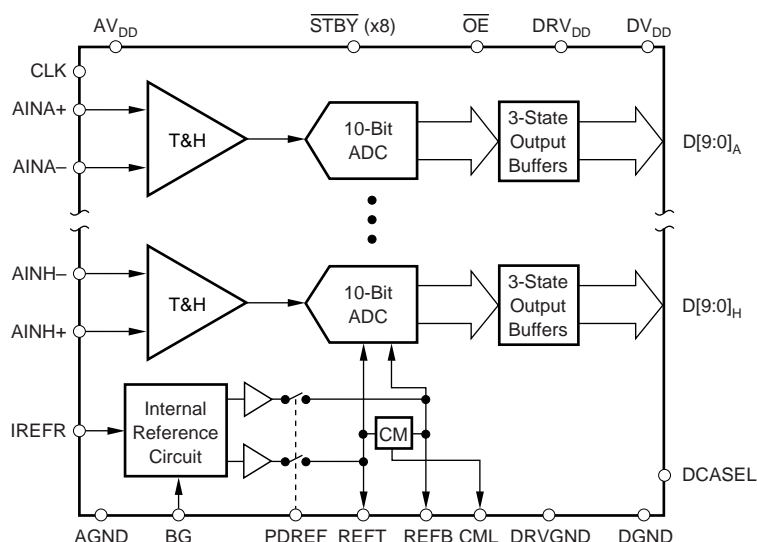 AVDD
S̅T̅B̅Y̅ (x8)
O̅E̅
DRVDD
DVDD
CLK
AINA+
AINA–
T&H
10-Bit
ADC
3-State
Output
Buffers
D[9:0]A
AINH–
AINH+
T&H
10-Bit
ADC
3-State
Output
Buffers
D[9:0]H
IREFR
Internal
Reference
Circuit
CM
DCASEL
AGND
BG
PDREF
REFT
REFB
CML
DRVGND
DGND